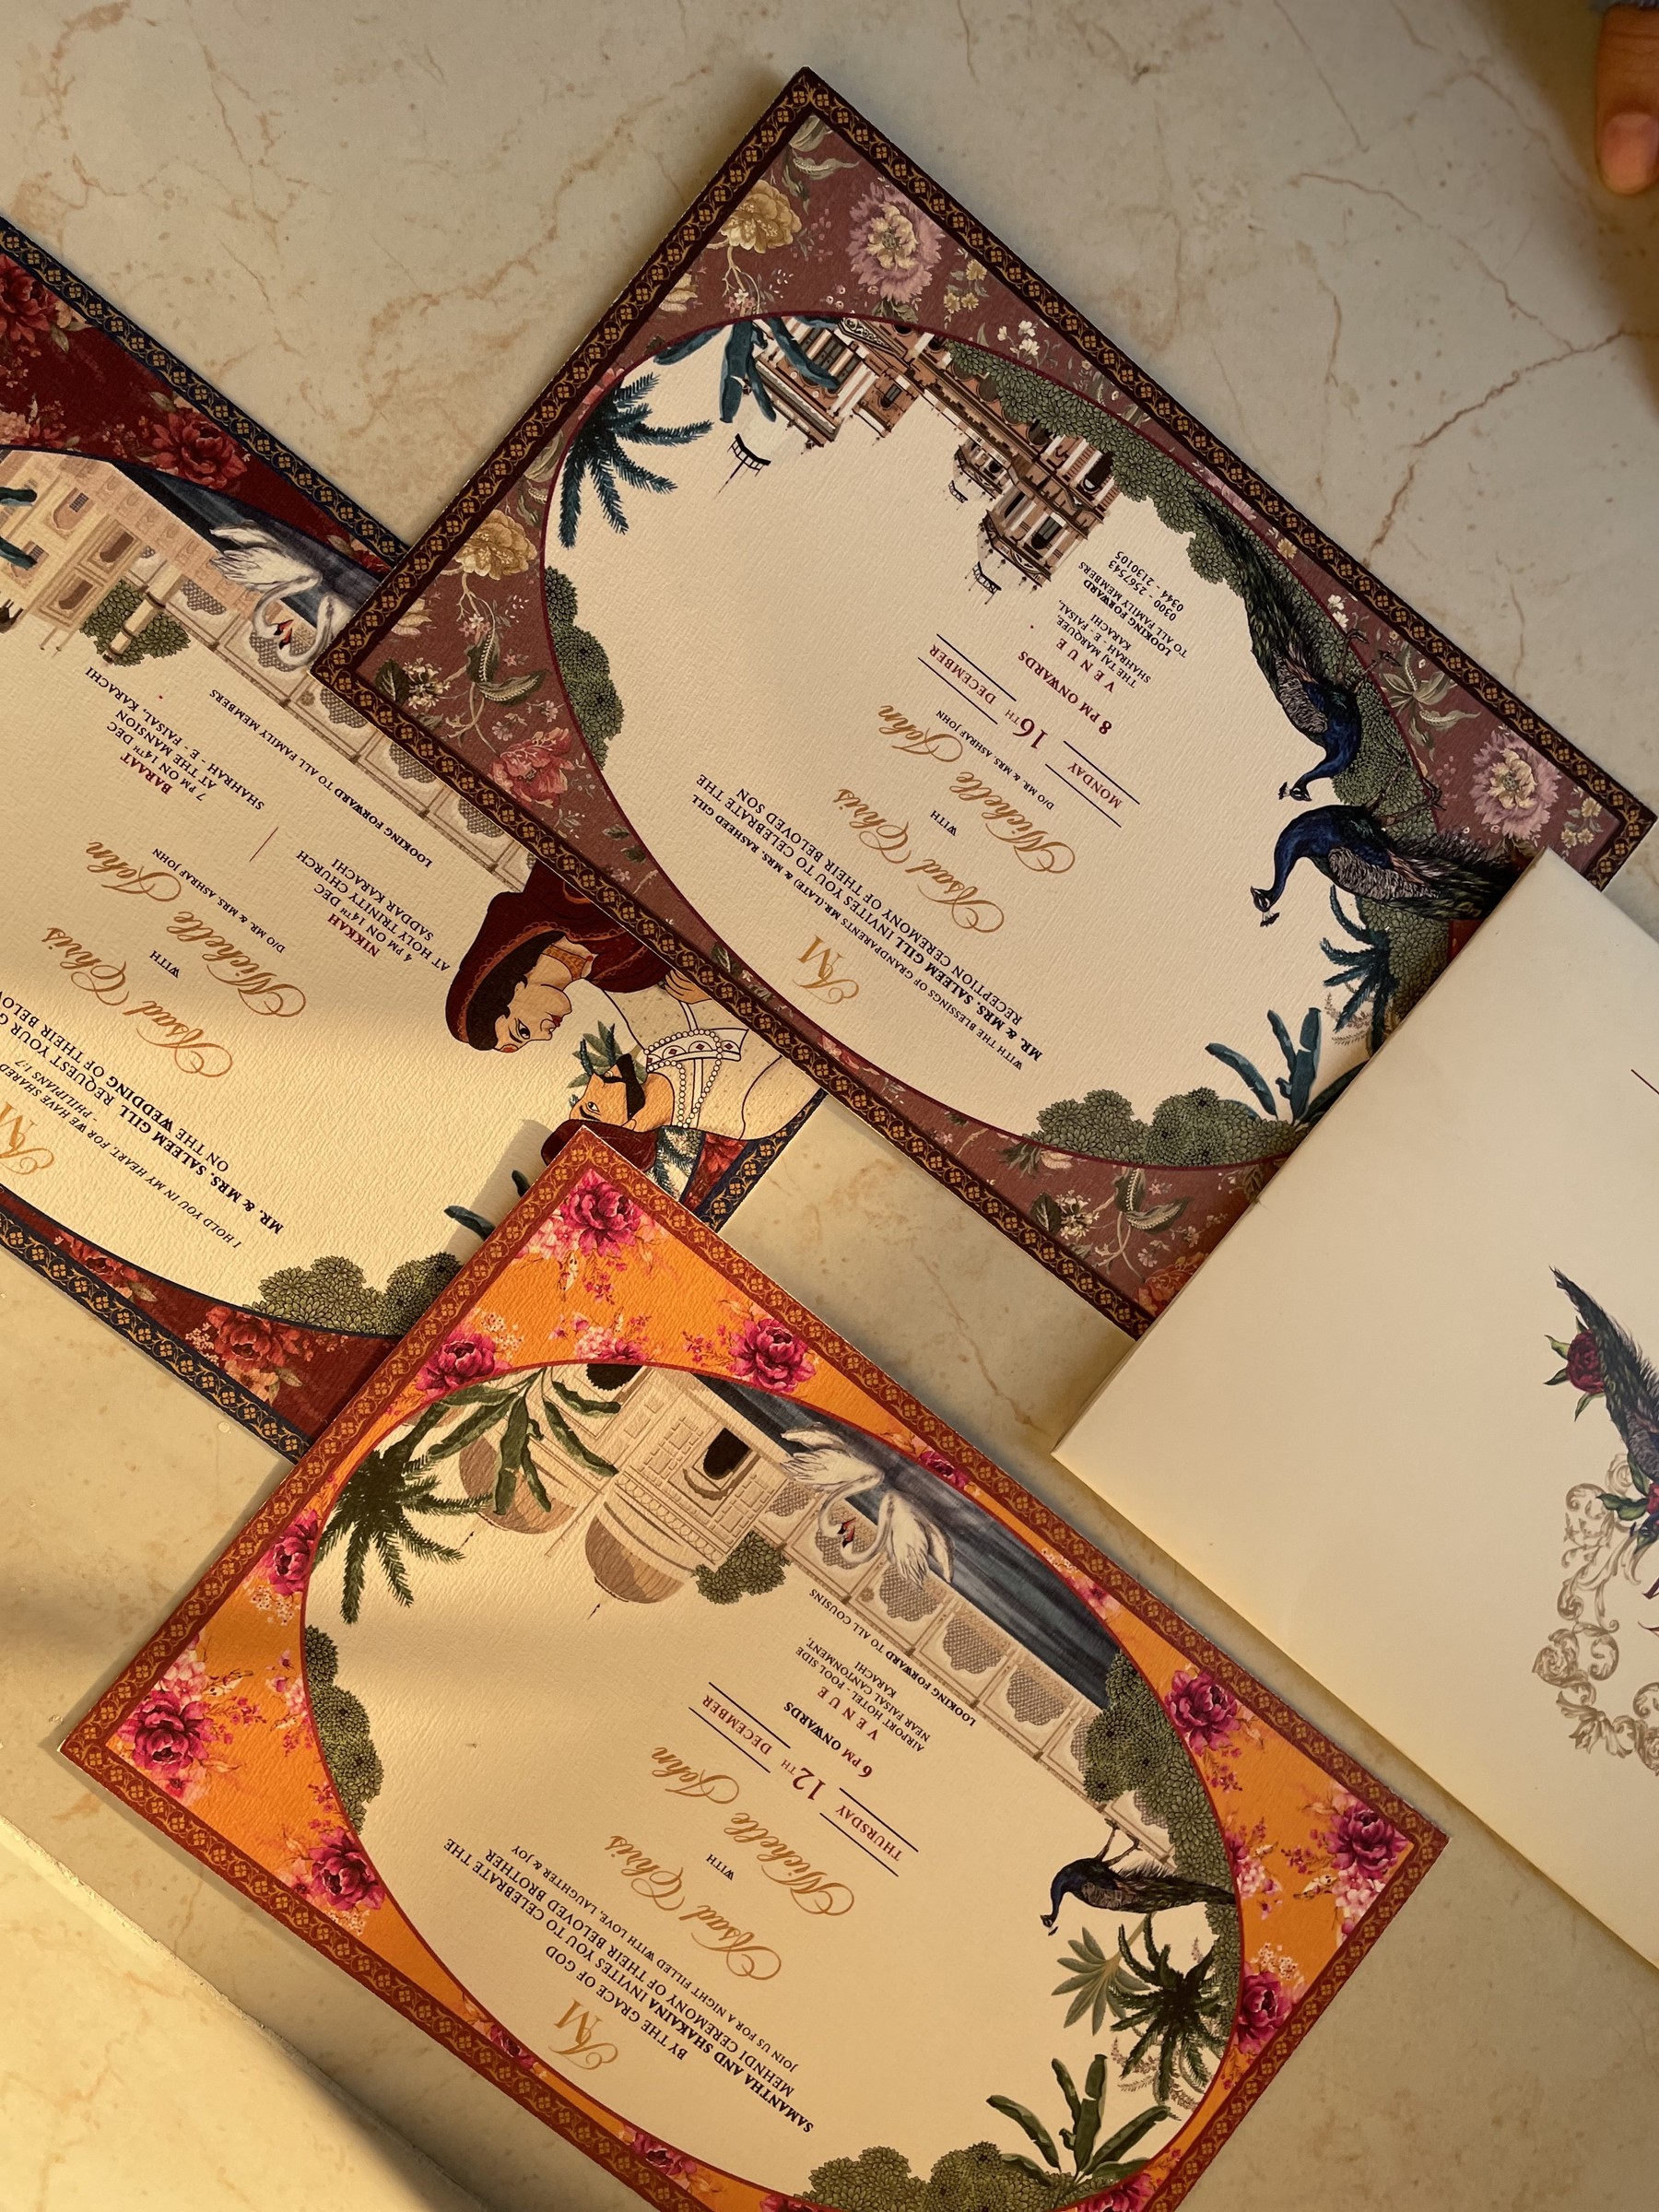 AM
WITH THE BLESSINGS OF GRANDPARENTS MR.(LATE) & MRS. RASHEED GILL
MR. & MRS. SALEEM GILL INVITES YOU TO CELEBRATE THE
RECEPTION CEREMONY OF THEIR BELOVED SON
Asad Chris
WITH
Michelle John
D/O MR. & MRS ASHRAF JOHN
MONDAY 16TH DECEMBER
8 PM ONWARDS
VENUE
THE TAJ MARQUEE
SHAHRAH - E- FAISAL,
KARACHI
LOOKING FORWARD
TO ALL FAMILY MEMBERS
0300 - 2567543
0344 - 2130105
AM
I HOLD YOU IN MY HEART, FOR WE HAVE SHARED
- PHILIPIANS 1:7
MR. & MRS. SALEEM GILL REQUEST YOUR
ON THE WEDDING OF THEIR
Asad Chris
WITH
Michelle John
D/O MR. & MRS. ASHRAF JOHN
NIKKAH
4 PM ON 14TH DEC
AT HOLY TRINITY CHURCH
SADDAR KARACHI
BARAAT
7 PM ON 14TH DEC
AT THE MANSION
SHAHRAH - E- FAISAL, KARACHI
LOOKING FORWARD TO ALL FAMILY MEMBERS
AM
BY THE GRACE OF GOD
SAMANTHA AND SHAKAINA INVITES YOU TO CELEBRATE THE
MEHNDI CEREMONY OF THEIR BELOVED BROTHER
JOIN US FOR A NIGHT FILLED WITH LOVE, LAUGHTER & JOY
Asad Chris
WITH
Michelle John
THURSDAY 12TH DECEMBER
6 PM ONWARDS
VENUE
AIRPORT HOTEL - POOL SIDE
NEAR FAISAL CANTONMENT,
KARACHI
LOOKING FORWARD TO ALL COUSINS